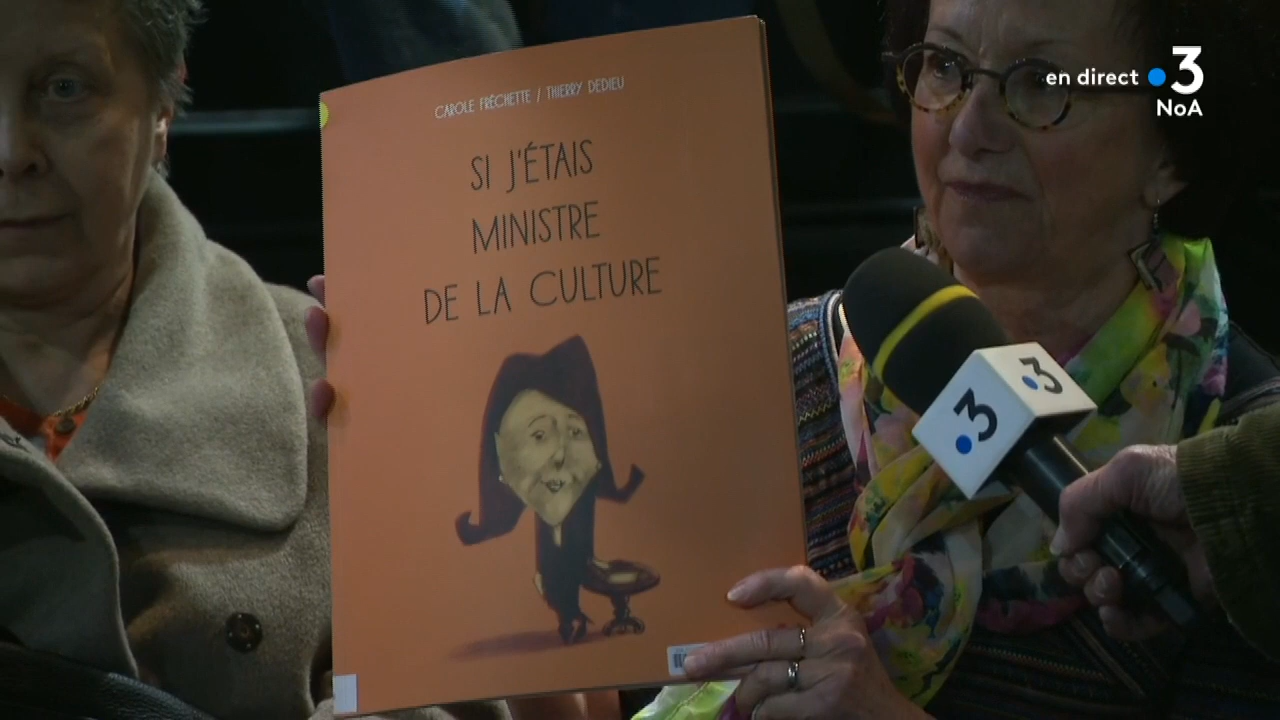 CAROLE FRÉCHETTE / THIERRY DEDIEU
SI J'ÉTAIS
MINISTRE
DE LA CULTURE
en direct 3
NoA
3
3